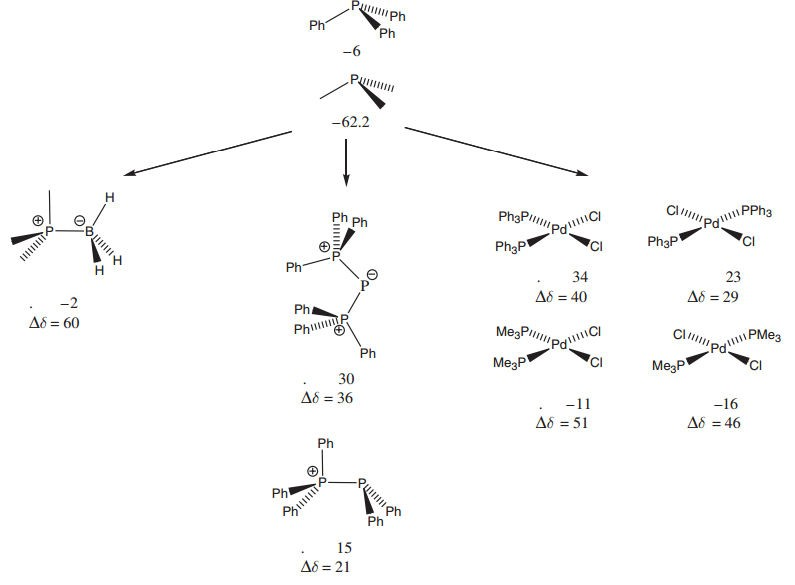 P
Ph
Ph
Ph
−6
P
−62.2
H
⊕
P
⊖
B
H
H
. −2
Δδ = 60
Ph
Ph
⊕
P
Ph
⊖
P
Ph
Ph
P
⊕
Ph
. 30
Δδ = 36
Ph
⊕
P
P
Ph
Ph
Ph
Ph
. 15
Δδ = 21
Ph3P
Cl
Pd
Ph3P
Cl
. 34
Δδ = 40
Cl
PPh3
Pd
Ph3P
Cl
23
Δδ = 29
Me3P
Cl
Pd
Me3P
Cl
. −11
Δδ = 51
Cl
PMe3
Pd
Me3P
Cl
−16
Δδ = 46